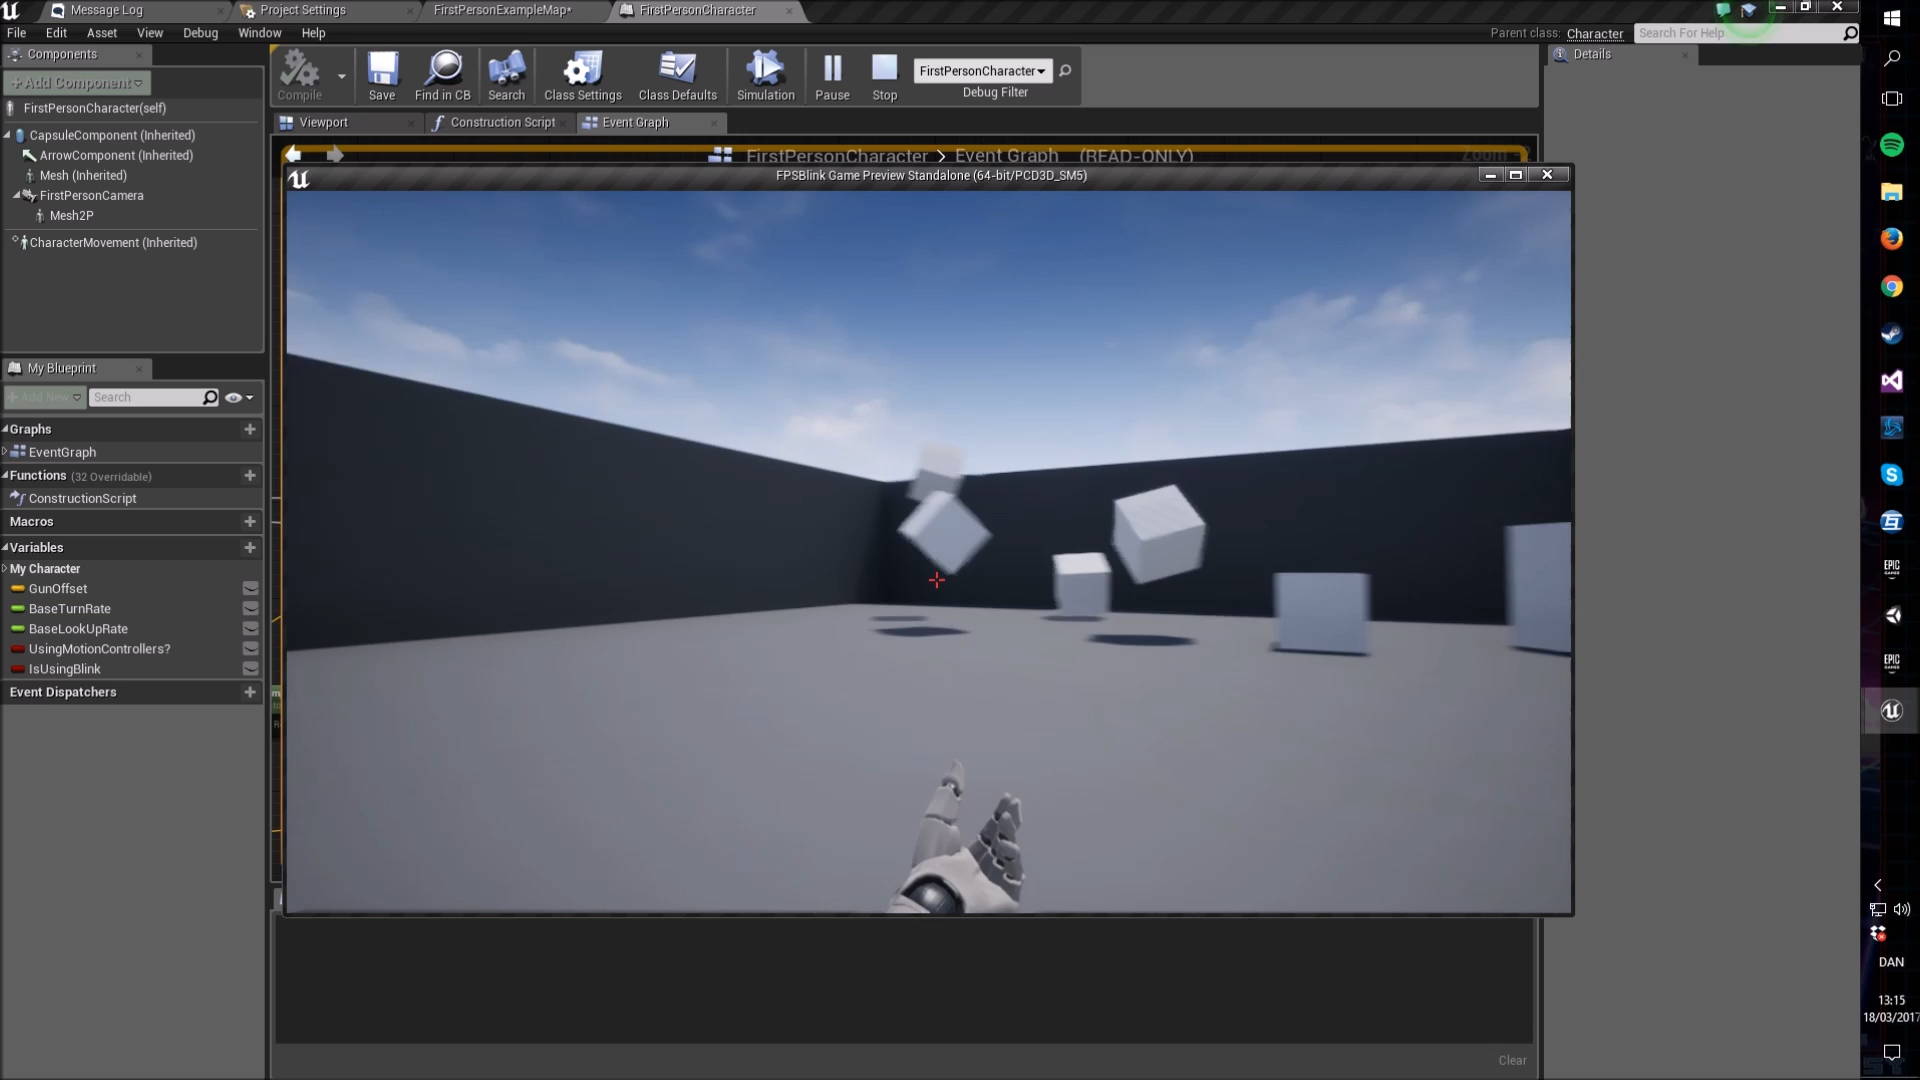 Message Log
Project Settings
FirstPersonExampleMap*
FirstPersonCharacter
File Edit Asset View Debug Window Help
Parent class: Character
Search For Help
Components
+Add Component
FirstPersonCharacter(self)
CapsuleComponent (Inherited)
ArrowComponent (Inherited)
Mesh (Inherited)
FirstPersonCamera
Mesh2P
CharacterMovement (Inherited)
Compile
Save
Find in CB
Search
Class Settings
Class Defaults
Simulation
Pause
Stop
FirstPersonCharacter
Debug Filter
Details
Viewport
Construction Script
Event Graph
FirstPersonCharacter > Event Graph (READ-ONLY)
FPSBlink Game Preview Standalone (64-bit/PCD3D_SM5)
My Blueprint
+Add New
Search
Graphs
EventGraph
Functions (32 Overridable)
ConstructionScript
Macros
Variables
My Character
GunOffset
BaseTurnRate
BaseLookUpRate
UsingMotionControllers?
IsUsingBlink
Event Dispatchers
Clear
EPIC
EPIC
DAN
13:15
18/03/2017